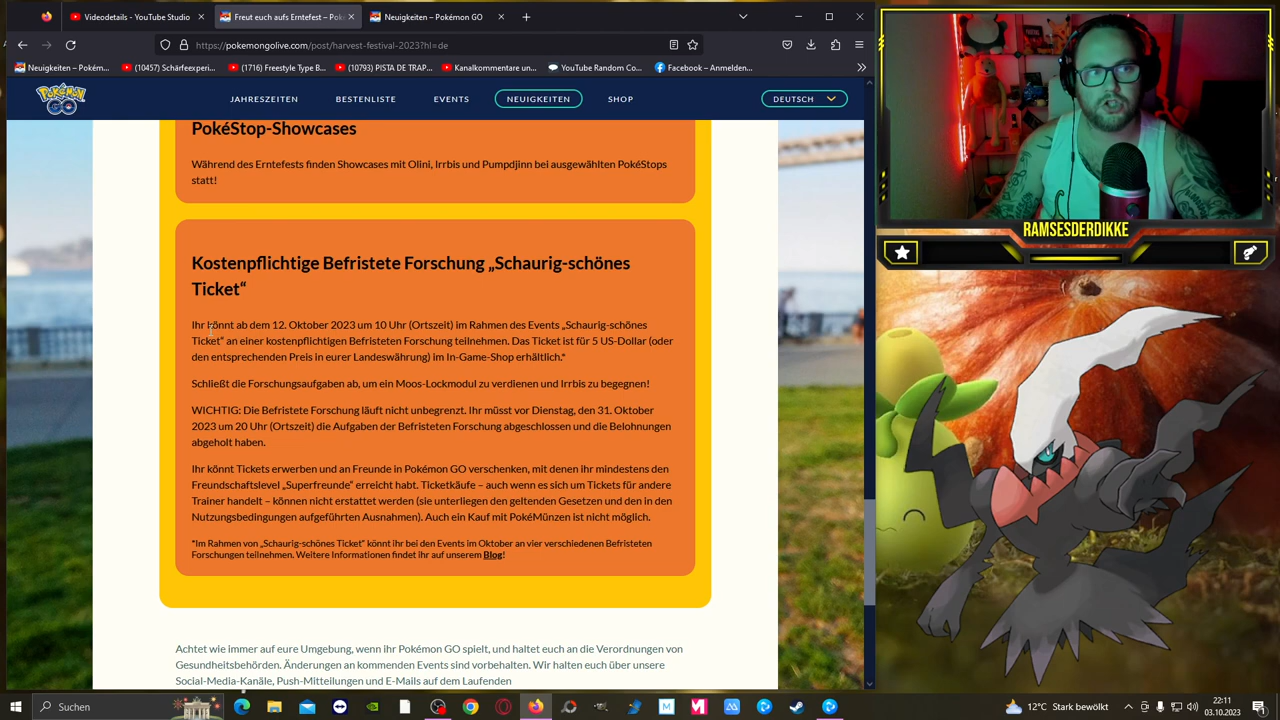 Videodetails - YouTube Studio
Freut euch aufs Erntefest – Poké
Neuigkeiten – Pokémon GO
https://pokemongolive.com/post/harvest-festival-2023?hl=de
Neuigkeiten – Pokém...
(10457) Schärfeexperi...
(1716) Freestyle Type B...
(10793) PISTA DE TRAP...
Kanalkommentare un...
YouTube Random Co...
Facebook – Anmelden...
POKÉMON GO
JAHRESZEITEN
BESTENLISTE
EVENTS
NEUIGKEITEN
SHOP
DEUTSCH
PokéStop-Showcases
Während des Erntefests finden Showcases mit Olini, Irrbis und Pumpdjinn bei ausgewählten PokéStops
statt!
Kostenpflichtige Befristete Forschung „Schaurig-schönes
Ticket“
Ihr könnt ab dem 12. Oktober 2023 um 10 Uhr (Ortszeit) im Rahmen des Events „Schaurig-schönes
Ticket“ an einer kostenpflichtigen Befristeten Forschung teilnehmen. Das Ticket ist für 5 US-Dollar (oder
den entsprechenden Preis in eurer Landeswährung) im In-Game-Shop erhältlich.*
Schließt die Forschungsaufgaben ab, um ein Moos-Lockmodul zu verdienen und Irrbis zu begegnen!
WICHTIG: Die Befristete Forschung läuft nicht unbegrenzt. Ihr müsst vor Dienstag, den 31. Oktober
2023 um 20 Uhr (Ortszeit) die Aufgaben der Befristeten Forschung abgeschlossen und die Belohnungen
abgeholt haben.
Ihr könnt Tickets erwerben und an Freunde in Pokémon GO verschenken, mit denen ihr mindestens den
Freundschaftslevel „Superfreunde“ erreicht habt. Ticketkäufe – auch wenn es sich um Tickets für andere
Trainer handelt – können nicht erstattet werden (sie unterliegen den geltenden Gesetzen und den in den
Nutzungsbedingungen aufgeführten Ausnahmen). Auch ein Kauf mit PokéMünzen ist nicht möglich.
*Im Rahmen von „Schaurig-schönes Ticket“ könnt ihr bei den Events im Oktober an vier verschiedenen Befristeten
Forschungen teilnehmen. Weitere Informationen findet ihr auf unserem Blog!
Achtet wie immer auf eure Umgebung, wenn ihr Pokémon GO spielt, und haltet euch an die Verordnungen von
Gesundheitsbehörden. Änderungen an kommenden Events sind vorbehalten. Wir halten euch über unsere
Social-Media-Kanäle, Push-Mitteilungen und E-Mails auf dem Laufenden
RAMSESDERDIKKE
Suchen
12°C Stark bewölkt
22:11
03.10.2023